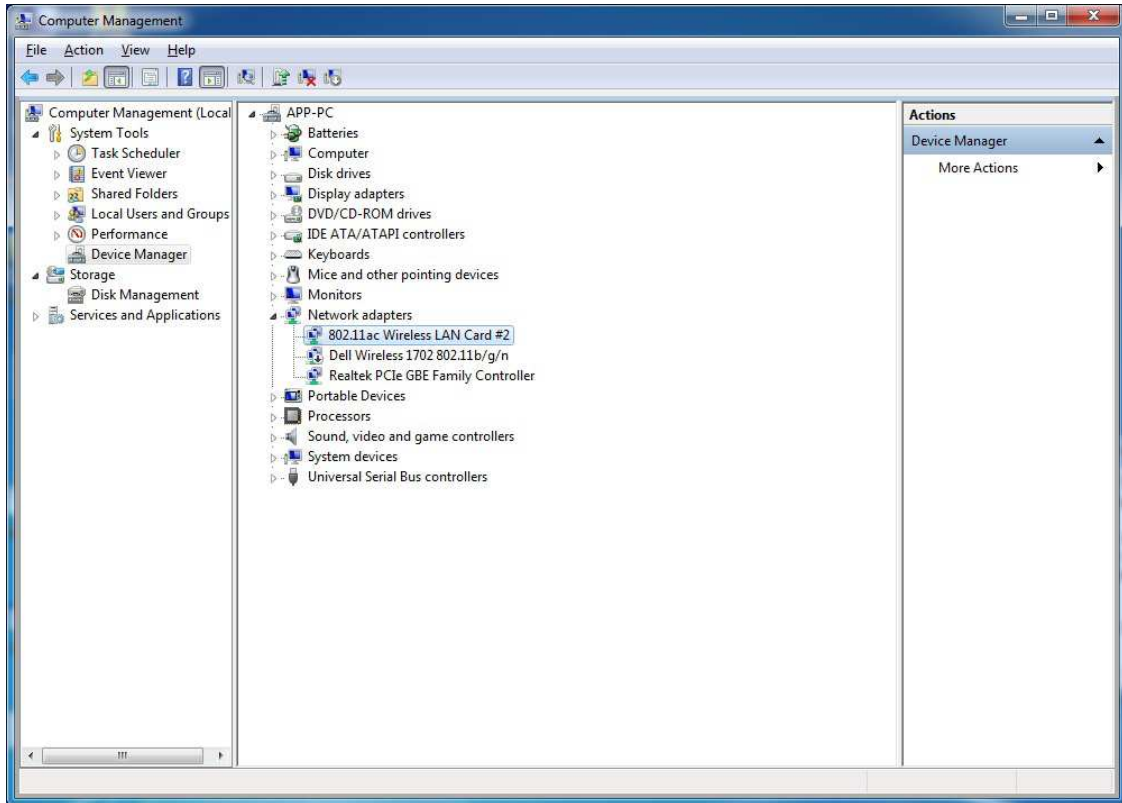 Computer Management
File Action View Help
Computer Management (Local
System Tools
Task Scheduler
Event Viewer
Shared Folders
Local Users and Groups
Performance
Device Manager
Storage
Disk Management
Services and Applications
APP-PC
Batteries
Computer
Disk drives
Display adapters
DVD/CD-ROM drives
IDE ATA/ATAPI controllers
Keyboards
Mice and other pointing devices
Monitors
Network adapters
802.11ac Wireless LAN Card #2
Dell Wireless 1702 802.11b/g/n
Realtek PCIe GBE Family Controller
Portable Devices
Processors
Sound, video and game controllers
System devices
Universal Serial Bus controllers
Actions
Device Manager
More Actions